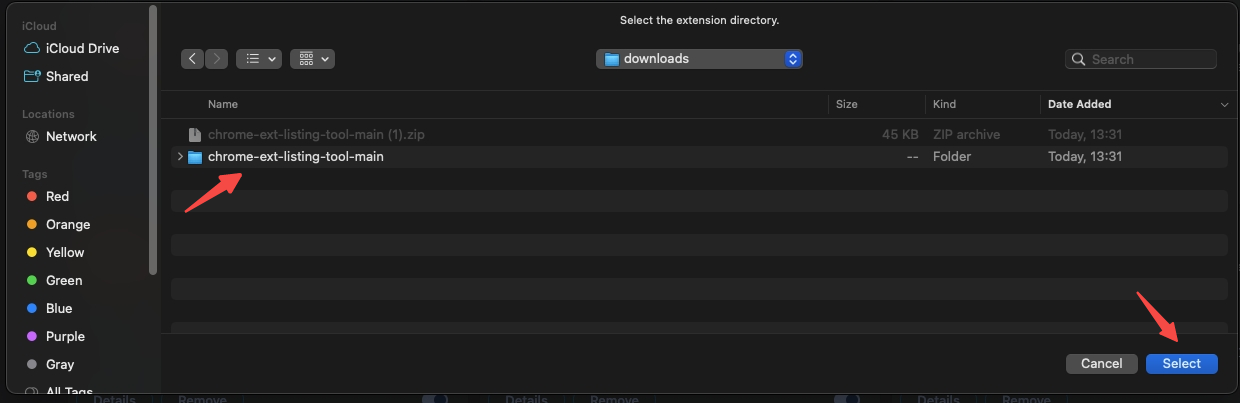 Select the extension directory.
iCloud
iCloud Drive
Shared
Locations
Network
Tags
Red
Orange
Yellow
Green
Blue
Purple
Gray
All Tags
downloads
Search
Name Size Kind Date Added
chrome-ext-listing-tool-main (1).zip 45 KB ZIP archive Today, 13:31
chrome-ext-listing-tool-main -- Folder Today, 13:31
Cancel Select
Details Remove Details Remove Details Remove